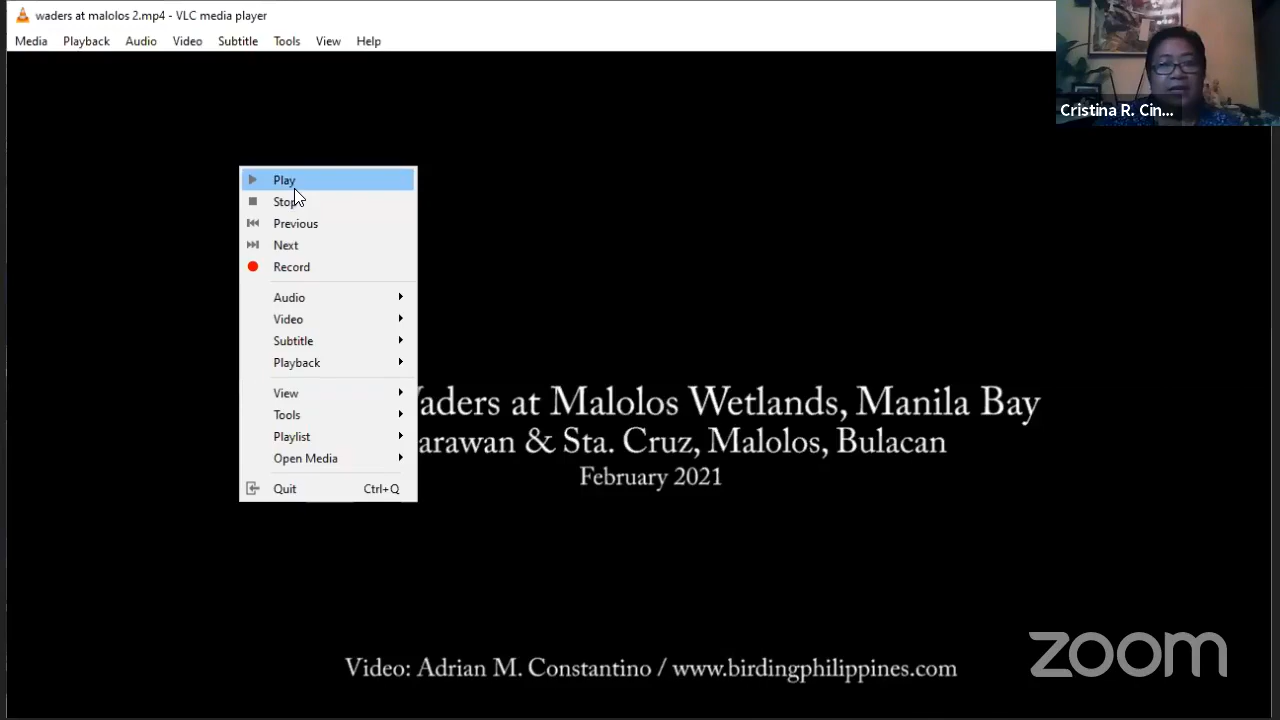 waders at malolos 2.mp4 - VLC media player
Media Playback Audio Video Subtitle Tools View Help
Cristina R. Cin...
Play
Stop
Previous
Next
Record
Audio
Video
Subtitle
Playback
View
Tools
Playlist
Open Media
Quit Ctrl+Q
aders at Malolos Wetlands, Manila Bay
arawan & Sta. Cruz, Malolos, Bulacan
February 2021
zoom
Video: Adrian M. Constantino / www.birdingphilippines.com